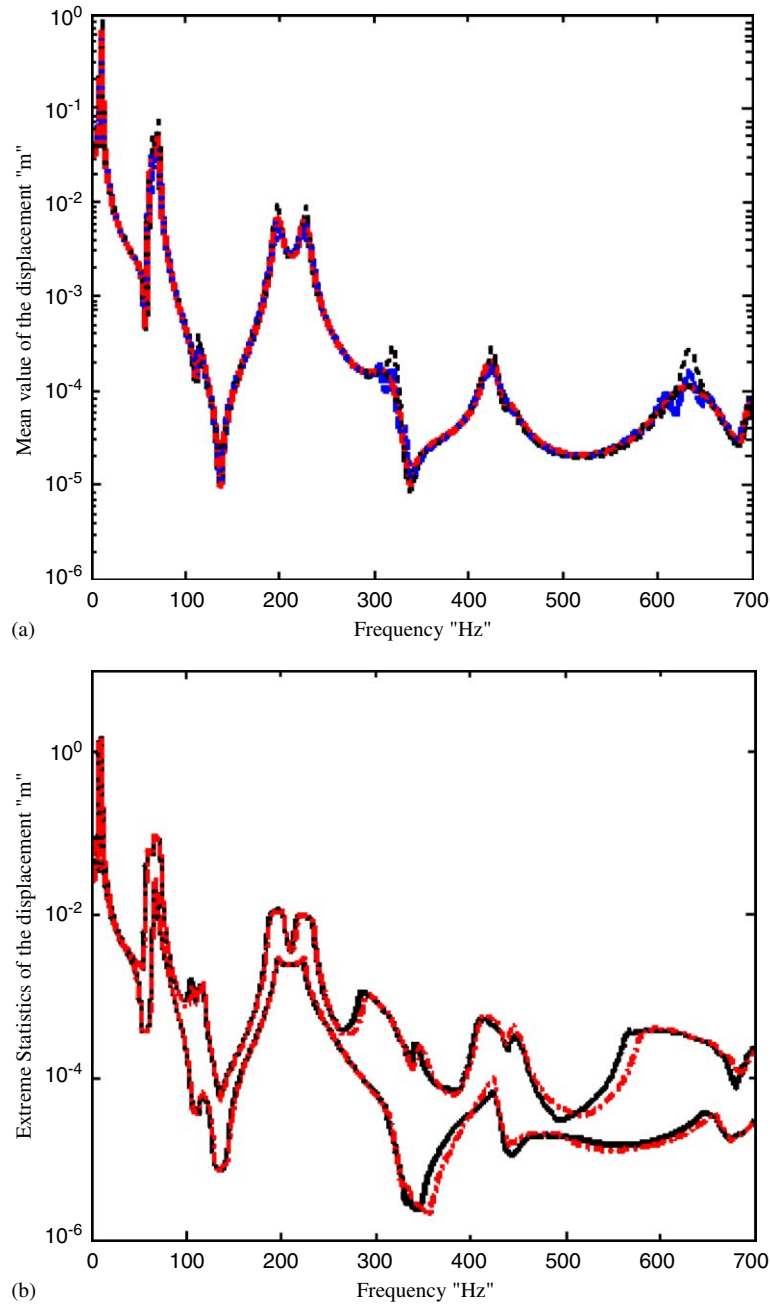 10^0
10^-1
10^-2
10^-3
10^-4
10^-5
10^-6
Mean value of the displacement "m"
0 100 200 300 400 500 600 700
(a)
Frequency "Hz"
10^0
10^-2
10^-4
10^-6
Extreme Statistics of the displacement "m"
0 100 200 300 400 500 600 700
(b)
Frequency "Hz"